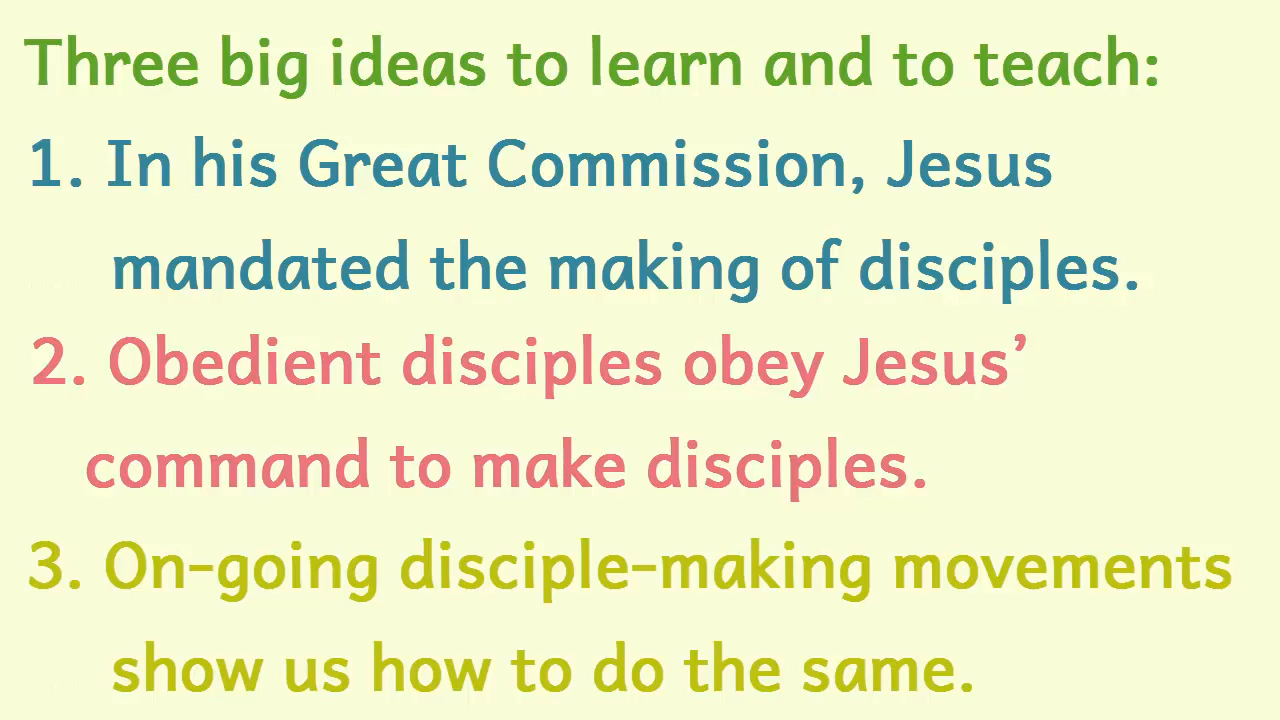 Three big ideas to learn and to teach:
1. In his Great Commission, Jesus
mandated the making of disciples.
2. Obedient disciples obey Jesus’
command to make disciples.
3. On-going disciple-making movements
show us how to do the same.